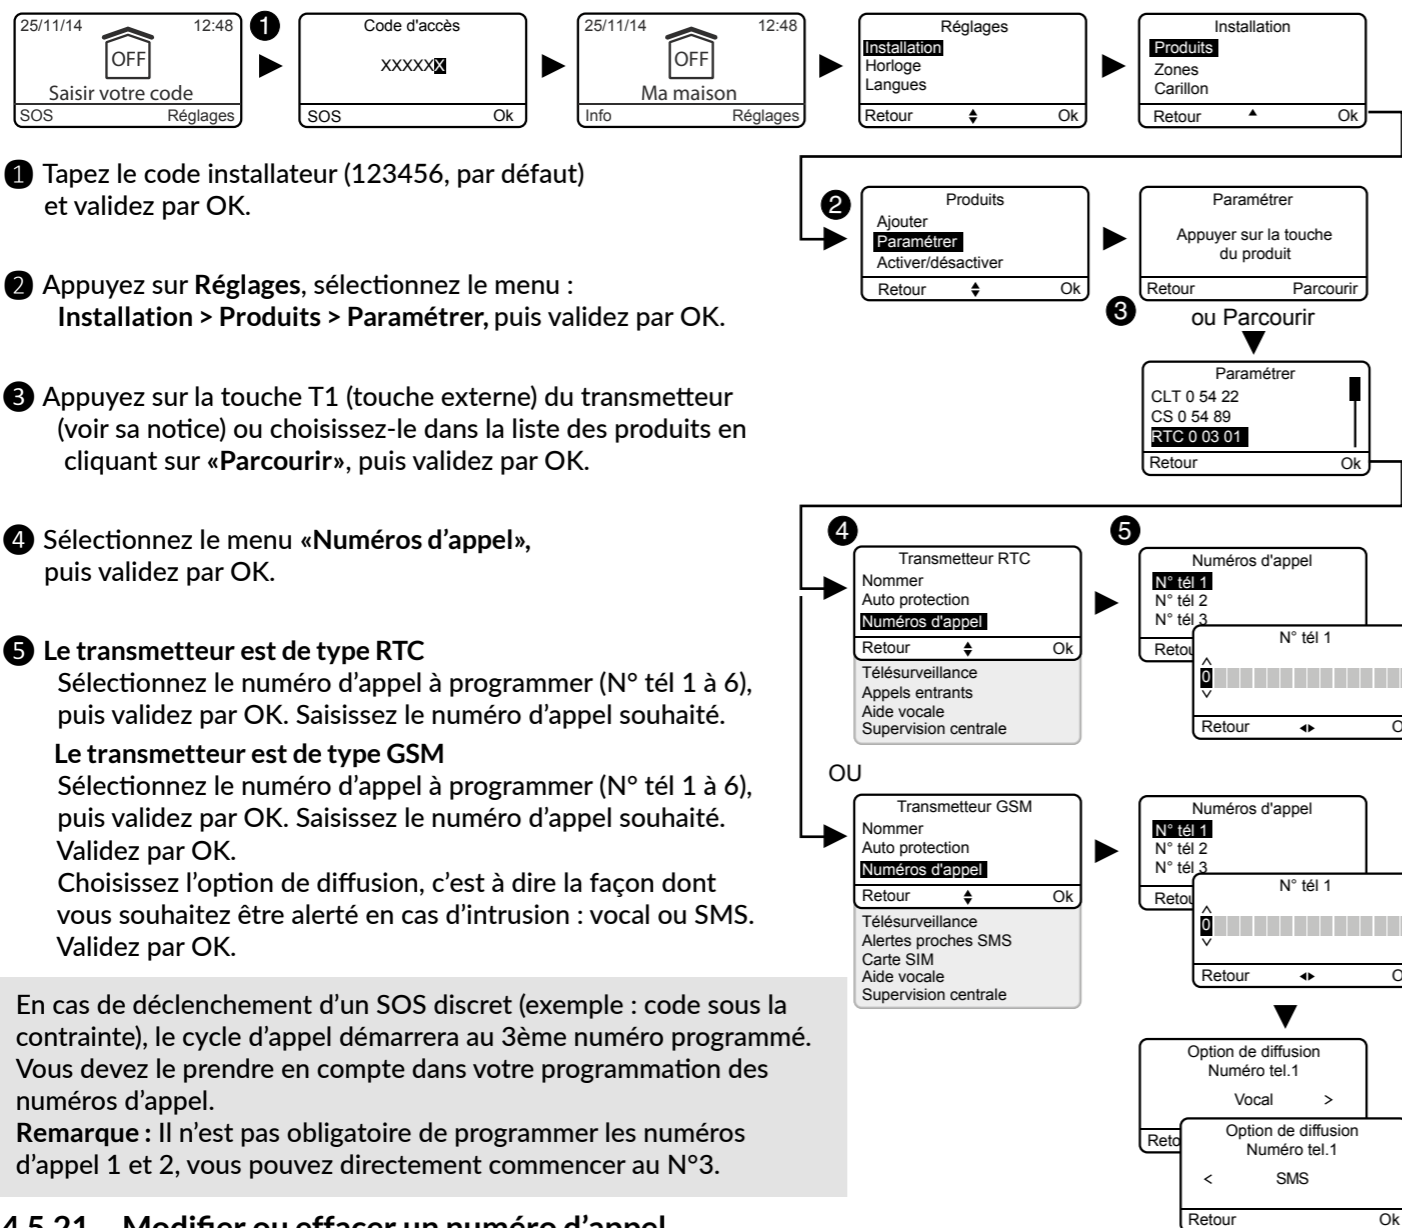 25/11/14 12:48
OFF
Saisir votre code
SOS Réglages
1
Code d'accès
XXXXXX
SOS Ok
25/11/14 12:48
OFF
Ma maison
Info Réglages
Réglages
Installation
Horloge
Langues
Retour Ok
Installation
Produits
Zones
Carillon
Retour Ok
1 Tapez le code installateur (123456, par défaut)
et validez par OK.
2 Appuyez sur Réglages, sélectionnez le menu :
Installation > Produits > Paramétrer, puis validez par OK.
3 Appuyez sur la touche T1 (touche externe) du transmetteur
(voir sa notice) ou choisissez-le dans la liste des produits en
cliquant sur «Parcourir», puis validez par OK.
4 Sélectionnez le menu «Numéros d’appel»,
puis validez par OK.
5 Le transmetteur est de type RTC
Sélectionnez le numéro d’appel à programmer (N° tél 1 à 6),
puis validez par OK. Saisissez le numéro d’appel souhaité.
Le transmetteur est de type GSM
Sélectionnez le numéro d’appel à programmer (N° tél 1 à 6),
puis validez par OK. Saisissez le numéro d’appel souhaité.
Validez par OK.
Choisissez l’option de diffusion, c’est à dire la façon dont
vous souhaitez être alerté en cas d’intrusion : vocal ou SMS.
Validez par OK.
2
Produits
Ajouter
Paramétrer
Activer/désactiver
Retour Ok
Paramétrer
Appuyer sur la touche
du produit
Retour Parcourir
3
ou Parcourir
Paramétrer
CLT 0 54 22
CS 0 54 89
RTC 0 03 01
Retour Ok
4
Transmetteur RTC
Nommer
Auto protection
Numéros d'appel
Retour Ok
Télésurveillance
Appels entrants
Aide vocale
Supervision centrale
5
Numéros d'appel
N° tél 1
N° tél 2
N° tél 3
Retou
N° tél 1
0
Retour O
OU
Transmetteur GSM
Nommer
Auto protection
Numéros d'appel
Retour Ok
Télésurveillance
Alertes proches SMS
Carte SIM
Aide vocale
Supervision centrale
Numéros d'appel
N° tél 1
N° tél 2
N° tél 3
Retou
N° tél 1
0
Retour O
Option de diffusion
Numéro tel.1
Vocal >
Reto
Option de diffusion
Numéro tel.1
< SMS
Retour Ok
En cas de déclenchement d’un SOS discret (exemple : code sous la
contrainte), le cycle d’appel démarrera au 3ème numéro programmé.
Vous devez le prendre en compte dans votre programmation des
numéros d’appel.
Remarque : Il n’est pas obligatoire de programmer les numéros
d’appel 1 et 2, vous pouvez directement commencer au N°3.
4.5.21 Modifier ou effacer un numéro d’appel